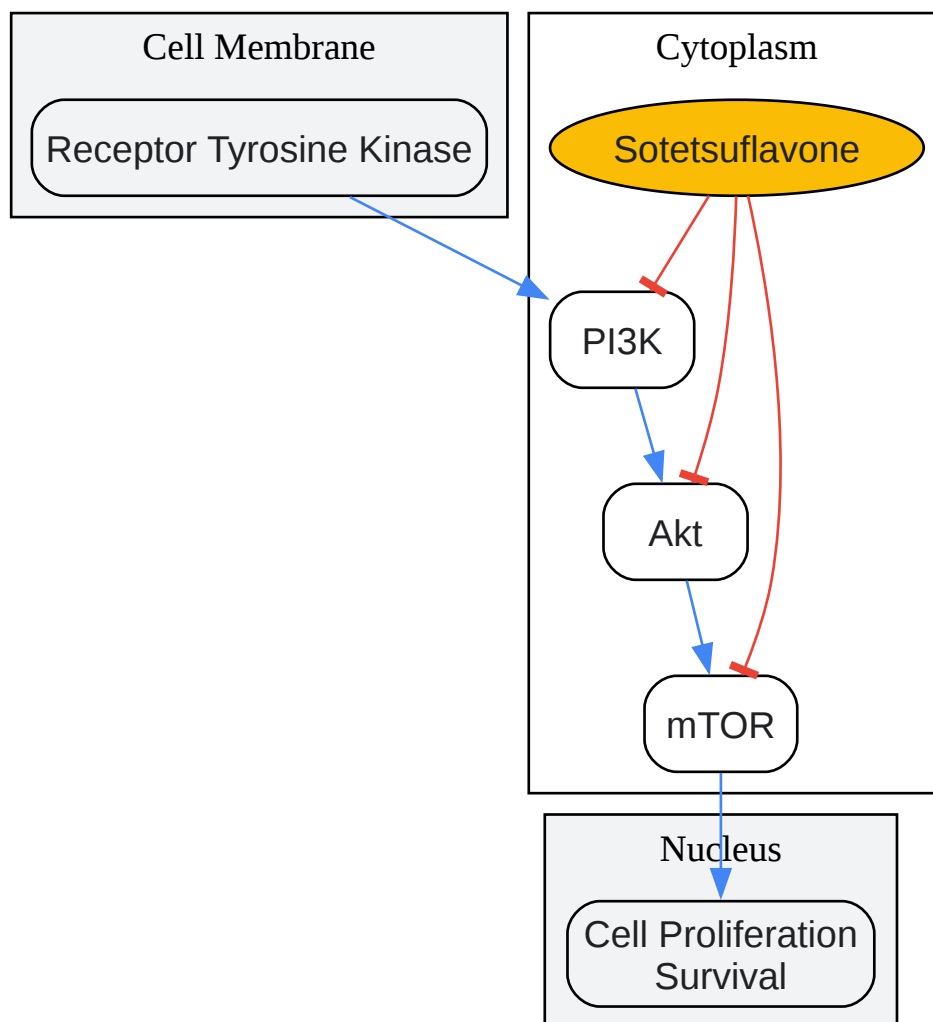 Cell Membrane
Receptor Tyrosine Kinase
Cytoplasm
Sotetsuflavone
PI3K
Akt
mTOR
Nucleus
Cell Proliferation
Survival